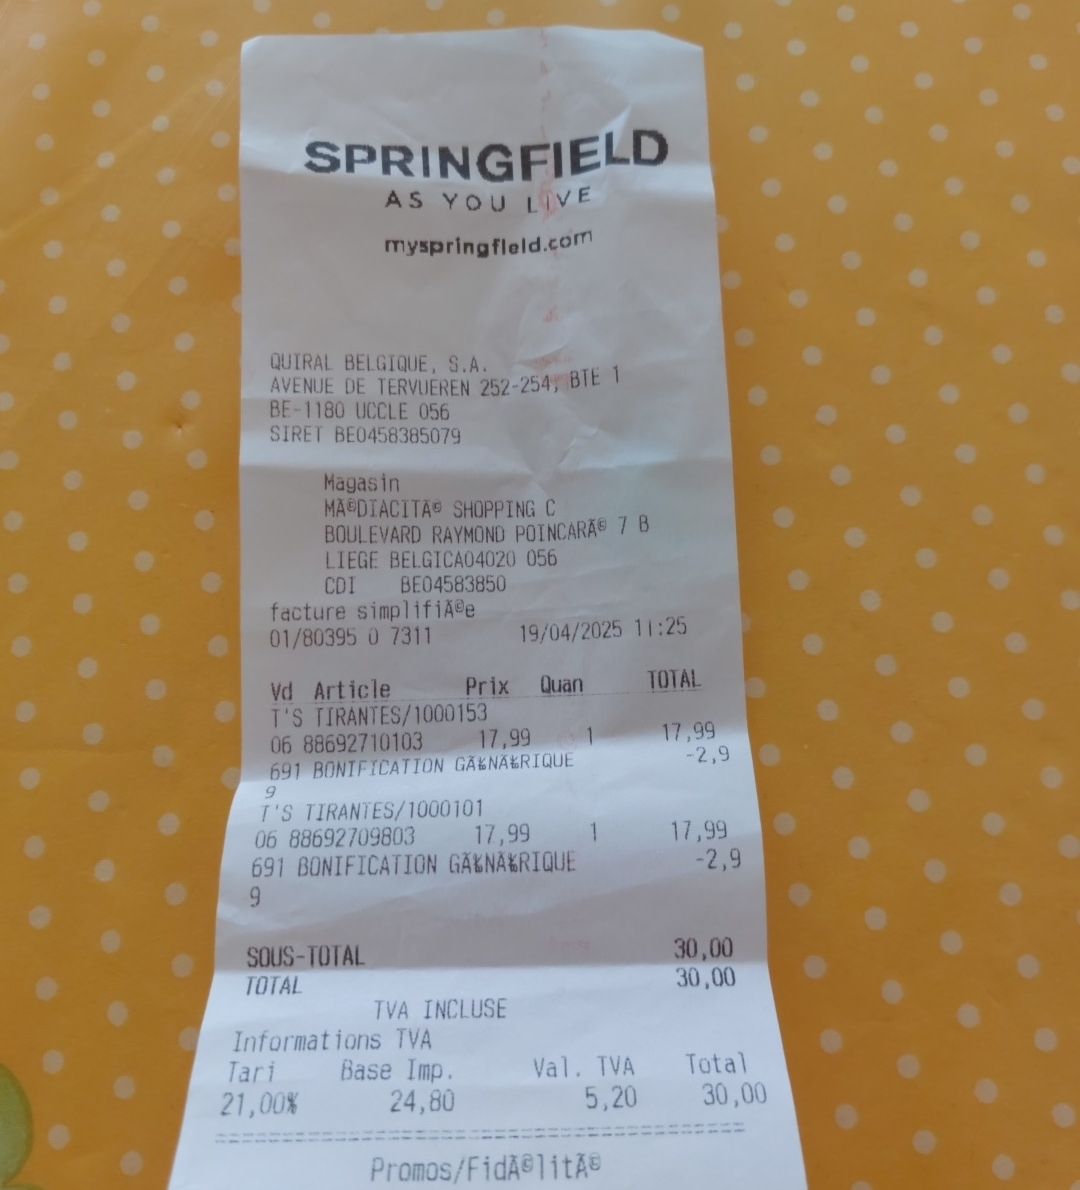 SPRINGFIELD
AS YOU LIVE
myspringfield.com
QUIRAL BELGIQUE, S.A.
AVENUE DE TERVUEREN 252-254, BTE 1
BE-1180 UCCLE 056
SIRET BE0458385079
Magasin
MÃ©DIACITÃ© SHOPPING C
BOULEVARD RAYMOND POINCARÃ© 7 B
LIEGE BELGICA04020 056
CDI BE04583850
facture simplifiÃ©e
01/80395 0 7311 19/04/2025 11:25
Vd Article Prix Quan TOTAL
T'S TIRANTES/1000153
06 88692710103 17,99 1 17,99
691 BONIFICATION GÃ‰NÃ‰RIQUE -2,9
9
T'S TIRANTES/1000101
06 88692709803 17,99 1 17,99
691 BONIFICATION GÃ‰NÃ‰RIQUE -2,9
9
SOUS-TOTAL 30,00
TOTAL 30,00
TVA INCLUSE
Informations TVA
Tari Base Imp. Val. TVA Total
21,00% 24,80 5,20 30,00
Promos/FidÃ©litÃ©